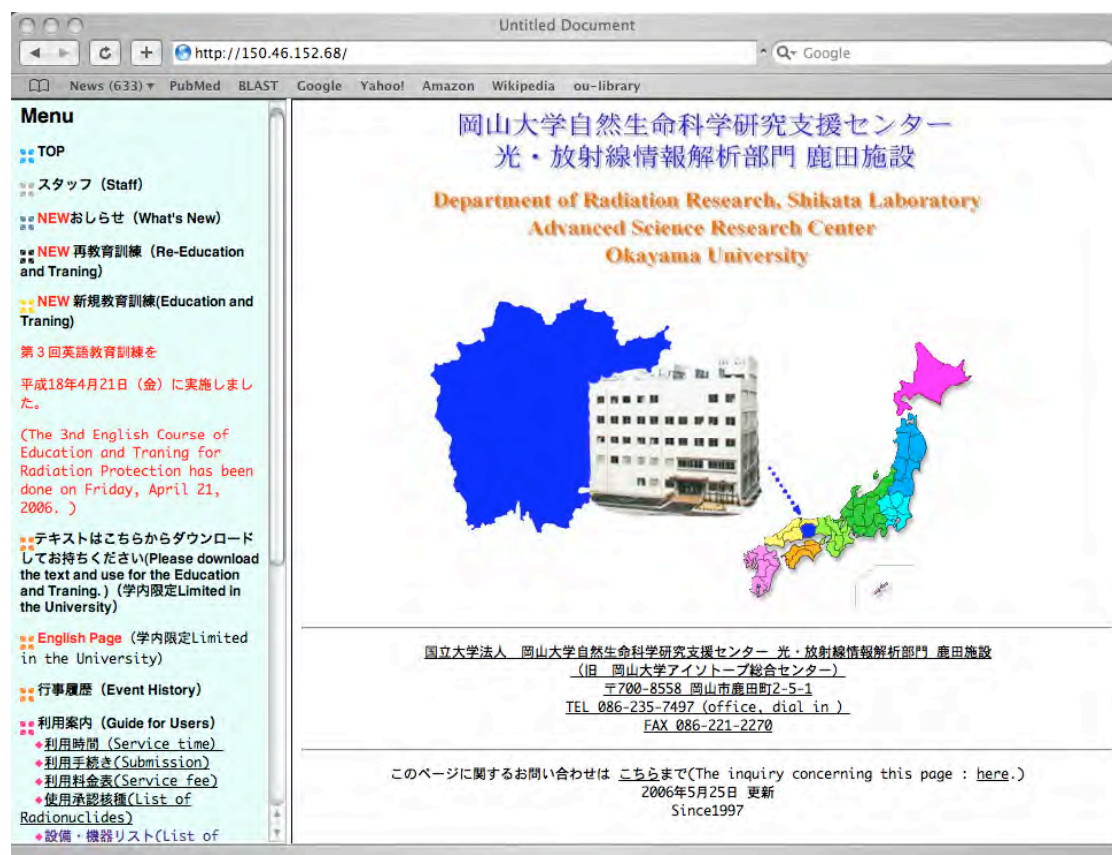 Untitled Document
http://150.46.152.68/
Google
News (633) ▾ PubMed BLAST Google Yahoo! Amazon Wikipedia ou-library
Menu
TOP
スタッフ（Staff）
NEWおしらせ（What's New）
NEW 再教育訓練（Re-Education
and Traning）
NEW 新規教育訓練(Education and
Traning)
第３回英語教育訓練を
平成18年4月21日（金）に実施しまし
た。
(The 3nd English Course of
Education and Traning for
Radiation Protection has been
done on Friday, April 21,
2006. )
テキストはこちらからダウンロード
してお持ちください(Please download
the text and use for the Education
and Traning. )（学内限定Limited in
the University）
English Page（学内限定Limited
in the University）
行事履歴（Event History）
利用案内（Guide for Users）
◆利用時間（Service time）
◆利用手続き(Submission)
◆利用料金表(Service fee)
◆使用承認核種(List of
Radionuclides)
◆設備・機器リスト(List of
岡山大学自然生命科学研究支援センター
光・放射線情報解析部門 鹿田施設
Department of Radiation Research, Shikata Laboratory
Advanced Science Research Center
Okayama University
国立大学法人　岡山大学自然生命科学研究支援センター 光・放射線情報解析部門 鹿田施設
（旧　岡山大学アイソトープ総合センター）
〒700-8558 岡山市鹿田町2-5-1
TEL 086-235-7497（office, dial in ）
FAX 086-221-2270
このページに関するお問い合わせは こちらまで(The inquiry concerning this page : here.)
2006年5月25日 更新
Since1997